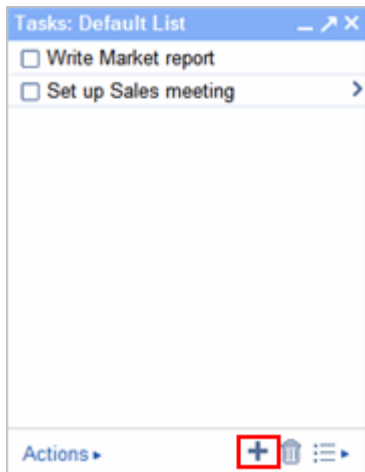 Tasks: Default List
Write Market report
Set up Sales meeting
Actions